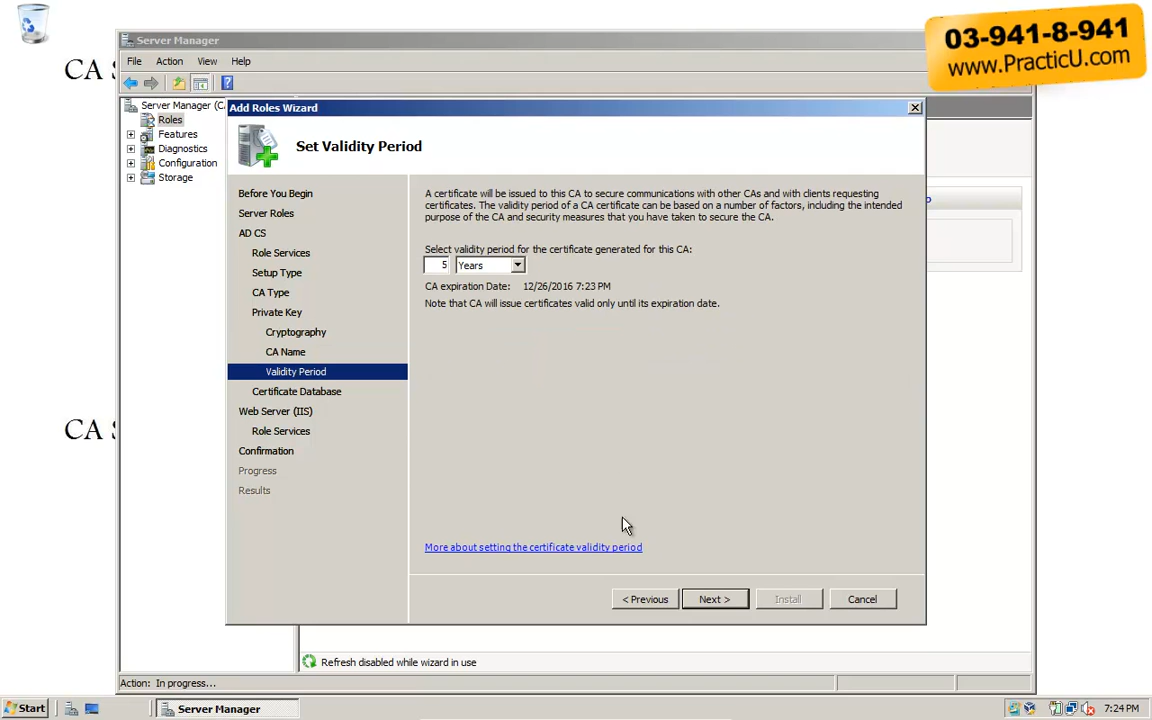 03-941-8-941
www.PracticU.com
CA
CA
Server Manager
File Action View Help
Server Manager (C
Roles
Features
Diagnostics
Configuration
Storage
Add Roles Wizard
Set Validity Period
Before You Begin
Server Roles
AD CS
Role Services
Setup Type
CA Type
Private Key
Cryptography
CA Name
Validity Period
Certificate Database
Web Server (IIS)
Role Services
Confirmation
Progress
Results
A certificate will be issued to this CA to secure communications with other CAs and with clients requesting
certificates. The validity period of a CA certificate can be based on a number of factors, including the intended
purpose of the CA and security measures that you have taken to secure the CA.
Select validity period for the certificate generated for this CA:
5 Years
CA expiration Date: 12/26/2016 7:23 PM
Note that CA will issue certificates valid only until its expiration date.
More about setting the certificate validity period
< Previous Next > Install Cancel
Refresh disabled while wizard in use
Action: In progress...
Start Server Manager 7:24 PM